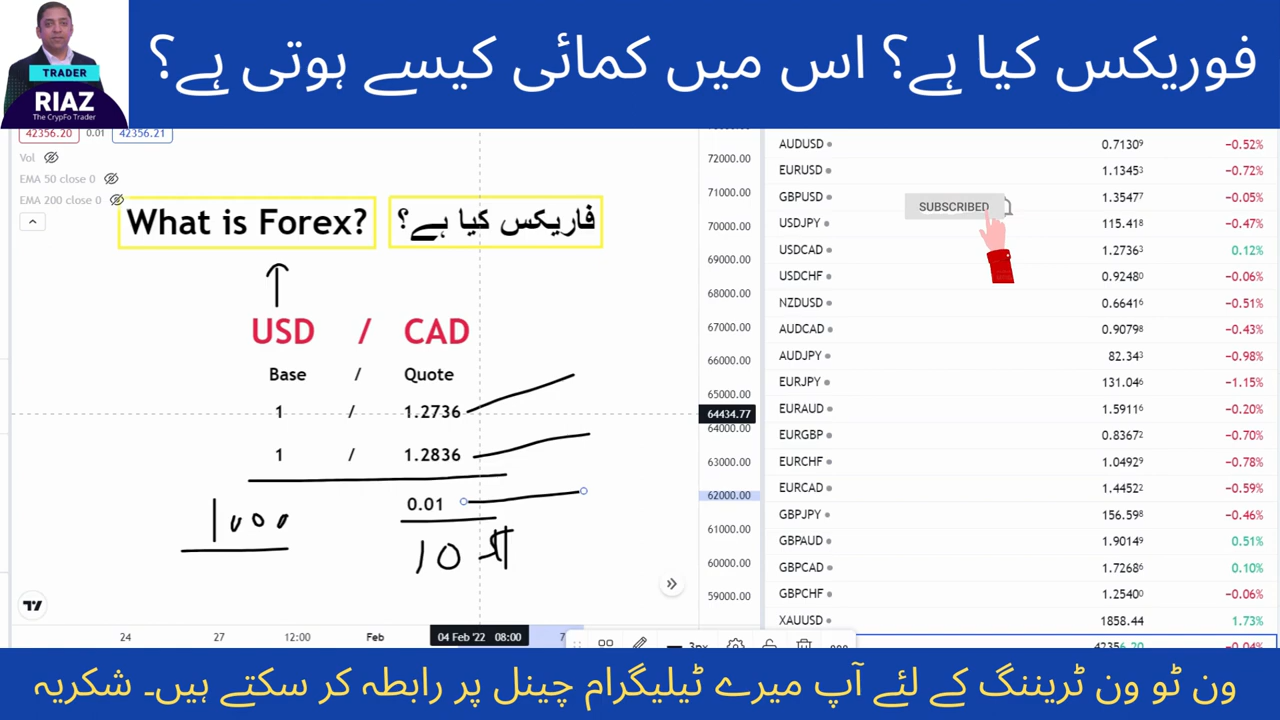 فوریکس کیا ہے؟ اس میں کمائی کیسے ہوتی ہے؟
TRADER
RIAZ
The CrypFo Trader
42356.20 0.01 42356.21
Vol
EMA 50 close 0
EMA 200 close 0
What is Forex? فاریکس کیا ہے؟
USD / CAD
Base / Quote
1 / 1.2736
1 / 1.2836
0.01
1000
10
72000.00
71000.00
70000.00
69000.00
68000.00
67000.00
66000.00
65000.00
64434.77
64000.00
63000.00
62000.00
61000.00
60000.00
59000.00
24 27 12:00 Feb 04 Feb '22 08:00 7
3px
AUDUSD 0.71309 −0.52%
EURUSD 1.13453 −0.72%
GBPUSD 1.35477 −0.05%
SUBSCRIBED
USDJPY 115.418 −0.47%
USDCAD 1.27363 0.12%
USDCHF 0.92480 −0.06%
NZDUSD 0.66416 −0.51%
AUDCAD 0.90798 −0.43%
AUDJPY 82.343 −0.98%
EURJPY 131.046 −1.15%
EURAUD 1.59116 −0.20%
EURGBP 0.83672 −0.70%
EURCHF 1.04929 −0.78%
EURCAD 1.44522 −0.59%
GBPJPY 156.598 −0.46%
GBPAUD 1.90149 0.51%
GBPCAD 1.72686 0.10%
GBPCHF 1.25400 −0.06%
XAUUSD 1858.44 1.73%
42356.20 −0.04%
ون ٹو ون ٹریننگ کے لئے آپ میرے ٹیلیگرام چینل پر رابطہ کر سکتے ہیں۔ شکریہ